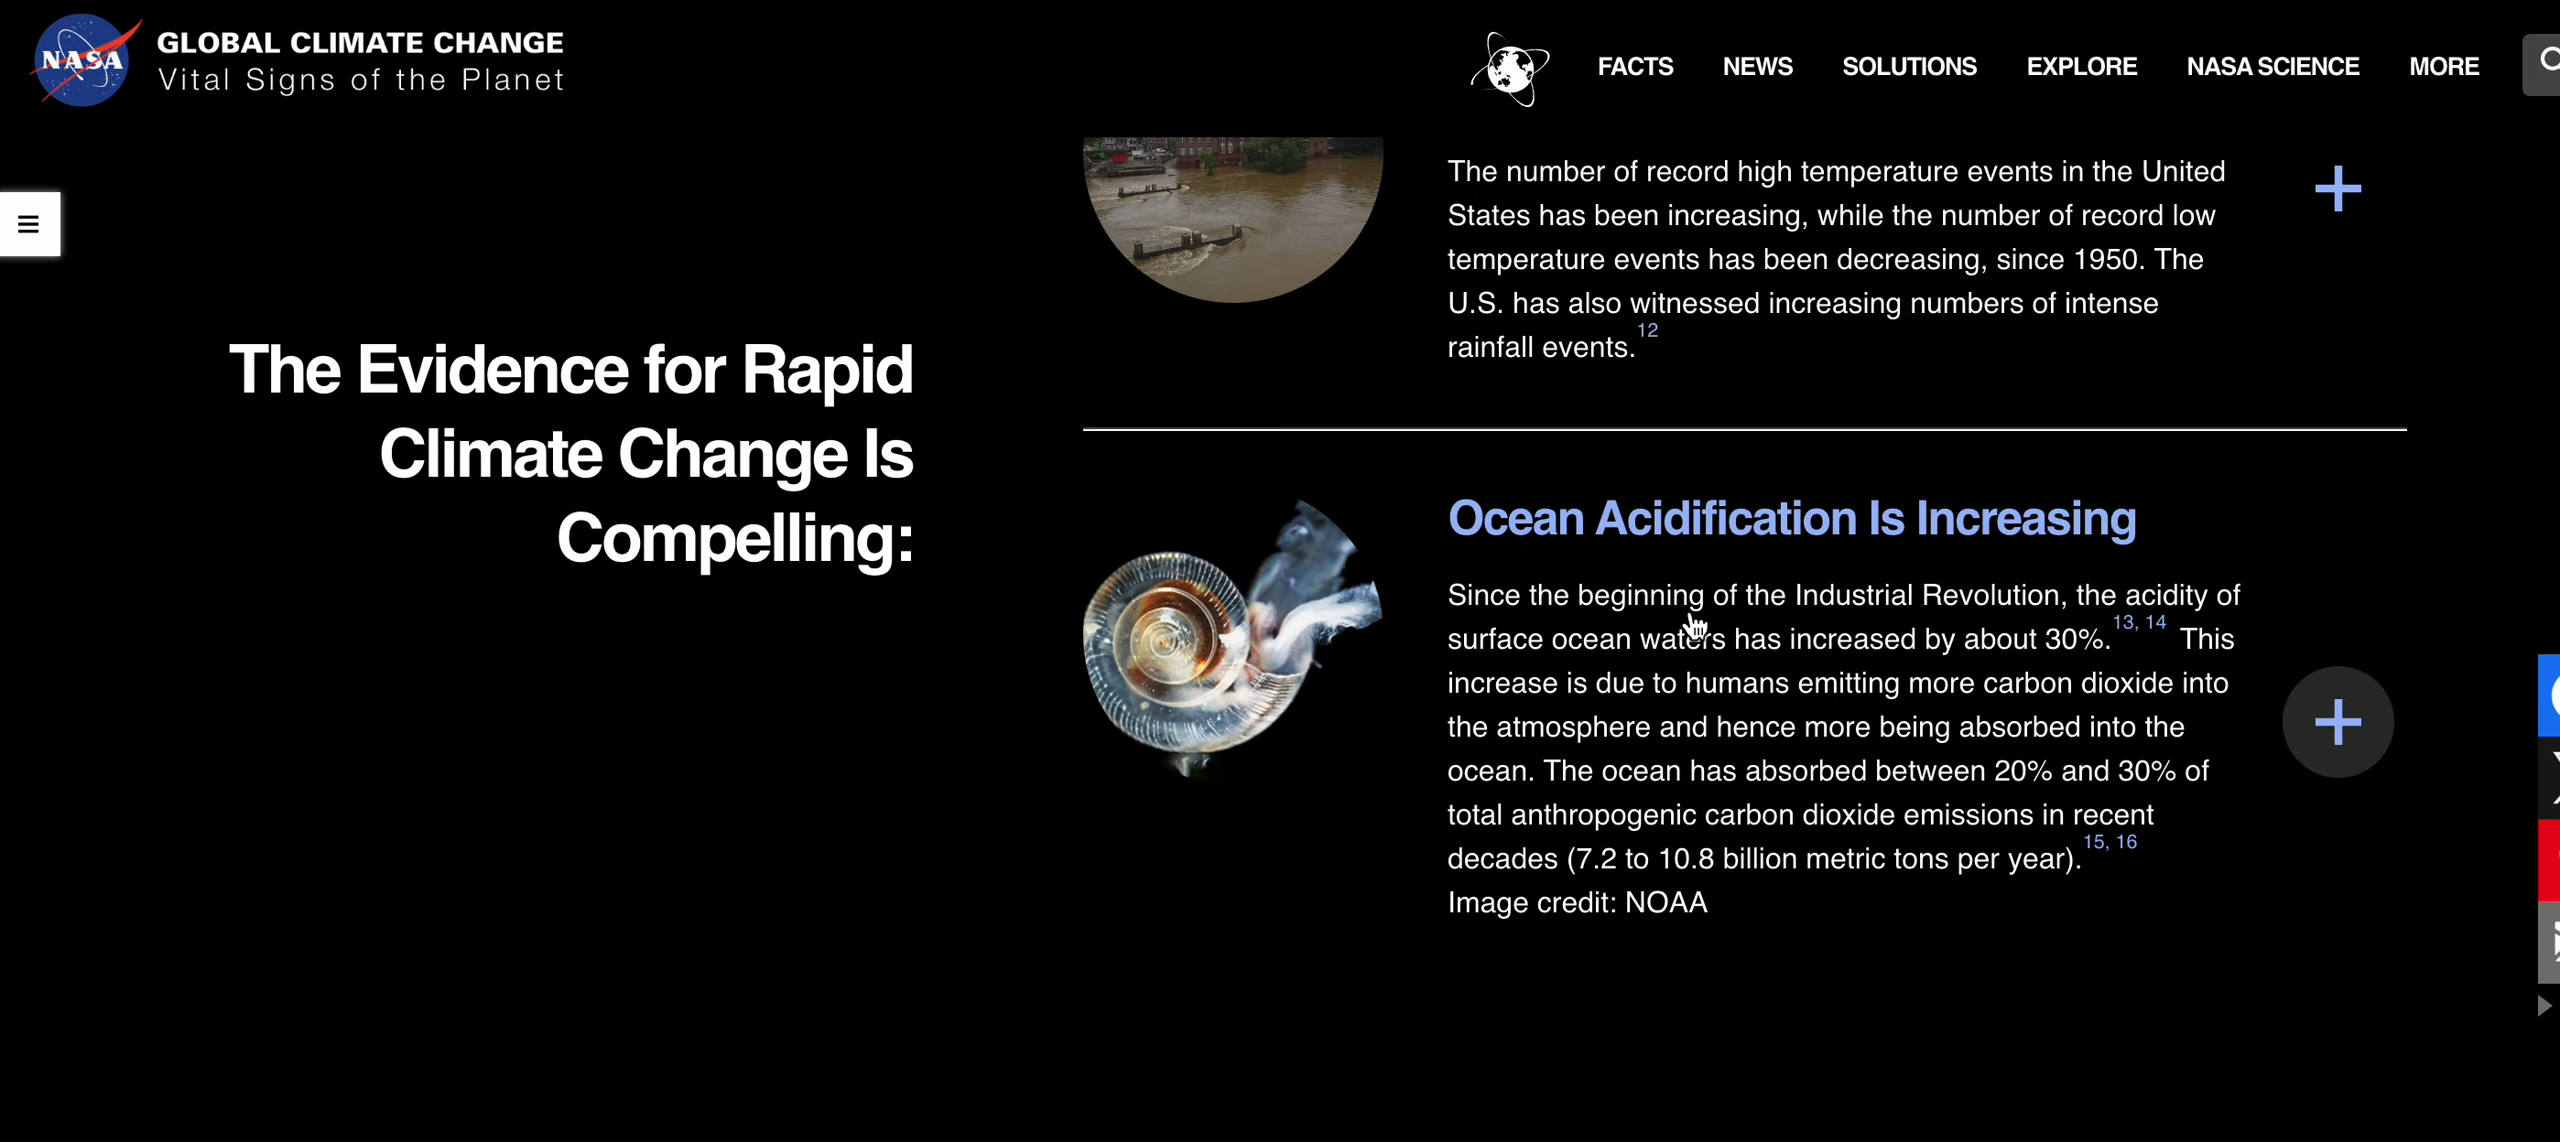 NASA
GLOBAL CLIMATE CHANGE
Vital Signs of the Planet
FACTS
NEWS
SOLUTIONS
EXPLORE
NASA SCIENCE
MORE
The Evidence for Rapid
Climate Change Is
Compelling:
The number of record high temperature events in the United
States has been increasing, while the number of record low
temperature events has been decreasing, since 1950. The
U.S. has also witnessed increasing numbers of intense
rainfall events. 12
Ocean Acidification Is Increasing
Since the beginning of the Industrial Revolution, the acidity of
surface ocean waters has increased by about 30%. 13, 14 This
increase is due to humans emitting more carbon dioxide into
the atmosphere and hence more being absorbed into the
ocean. The ocean has absorbed between 20% and 30% of
total anthropogenic carbon dioxide emissions in recent
decades (7.2 to 10.8 billion metric tons per year). 15, 16
Image credit: NOAA